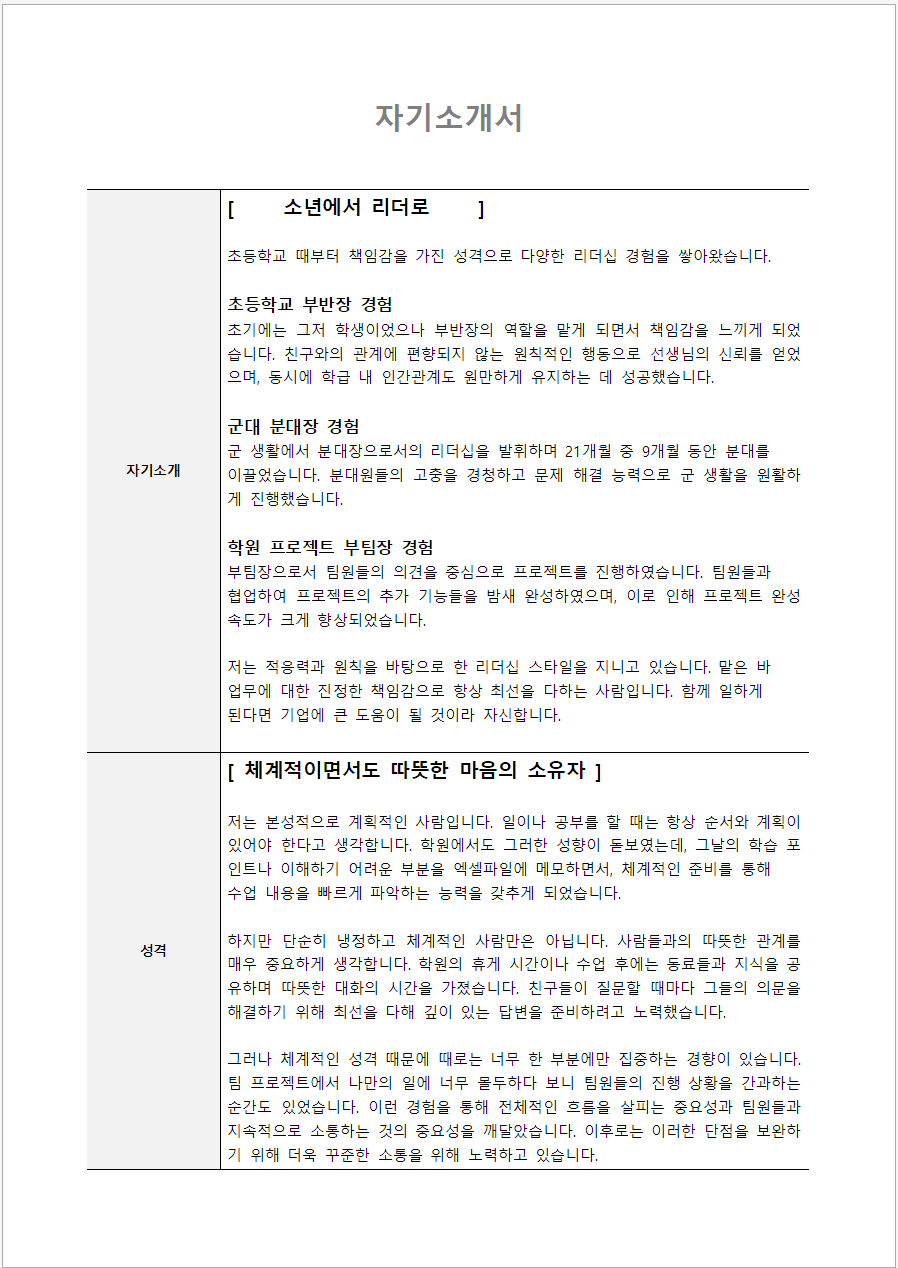 자기소개서
[ 소년에서 리더로 ]
초등학교 때부터 책임감을 가진 성격으로 다양한 리더십 경험을 쌓아왔습니다.
초등학교 부반장 경험
초기에는 그저 학생이었으나 부반장의 역할을 맡게 되면서 책임감을 느끼게 되었
습니다. 친구와의 관계에 편향되지 않는 원칙적인 행동으로 선생님의 신뢰를 얻었
으며, 동시에 학급 내 인간관계도 원만하게 유지하는 데 성공했습니다.
군대 분대장 경험
군 생활에서 분대장으로서의 리더십을 발휘하며 21개월 중 9개월 동안 분대를
자기소개
이끌었습니다. 분대원들의 고충을 경청하고 문제 해결 능력으로 군 생활을 원활하
게 진행했습니다.
학원 프로젝트 부팀장 경험
부팀장으로서 팀원들의 의견을 중심으로 프로젝트를 진행하였습니다. 팀원들과
협업하여 프로젝트의 추가 기능들을 밤새 완성하였으며, 이로 인해 프로젝트 완성
속도가 크게 향상되었습니다.
저는 적응력과 원칙을 바탕으로 한 리더십 스타일을 지니고 있습니다. 맡은 바
업무에 대한 진정한 책임감으로 항상 최선을 다하는 사람입니다. 함께 일하게
된다면 기업에 큰 도움이 될 것이라 자신합니다.
[ 체계적이면서도 따뜻한 마음의 소유자 ]
저는 본성적으로 계획적인 사람입니다. 일이나 공부를 할 때는 항상 순서와 계획이
있어야 한다고 생각합니다. 학원에서도 그러한 성향이 돋보였는데, 그날의 학습 포
인트나 이해하기 어려운 부분을 엑셀파일에 메모하면서, 체계적인 준비를 통해
수업 내용을 빠르게 파악하는 능력을 갖추게 되었습니다.
하지만 단순히 냉정하고 체계적인 사람만은 아닙니다. 사람들과의 따뜻한 관계를
성격
매우 중요하게 생각합니다. 학원의 휴게 시간이나 수업 후에는 동료들과 지식을 공
유하며 따뜻한 대화의 시간을 가졌습니다. 친구들이 질문할 때마다 그들의 의문을
해결하기 위해 최선을 다해 깊이 있는 답변을 준비하려고 노력했습니다.
그러나 체계적인 성격 때문에 때로는 너무 한 부분에만 집중하는 경향이 있습니다.
팀 프로젝트에서 나만의 일에 너무 몰두하다 보니 팀원들의 진행 상황을 간과하는
순간도 있었습니다. 이런 경험을 통해 전체적인 흐름을 살피는 중요성과 팀원들과
지속적으로 소통하는 것의 중요성을 깨달았습니다. 이후로는 이러한 단점을 보완하
기 위해 더욱 꾸준한 소통을 위해 노력하고 있습니다.